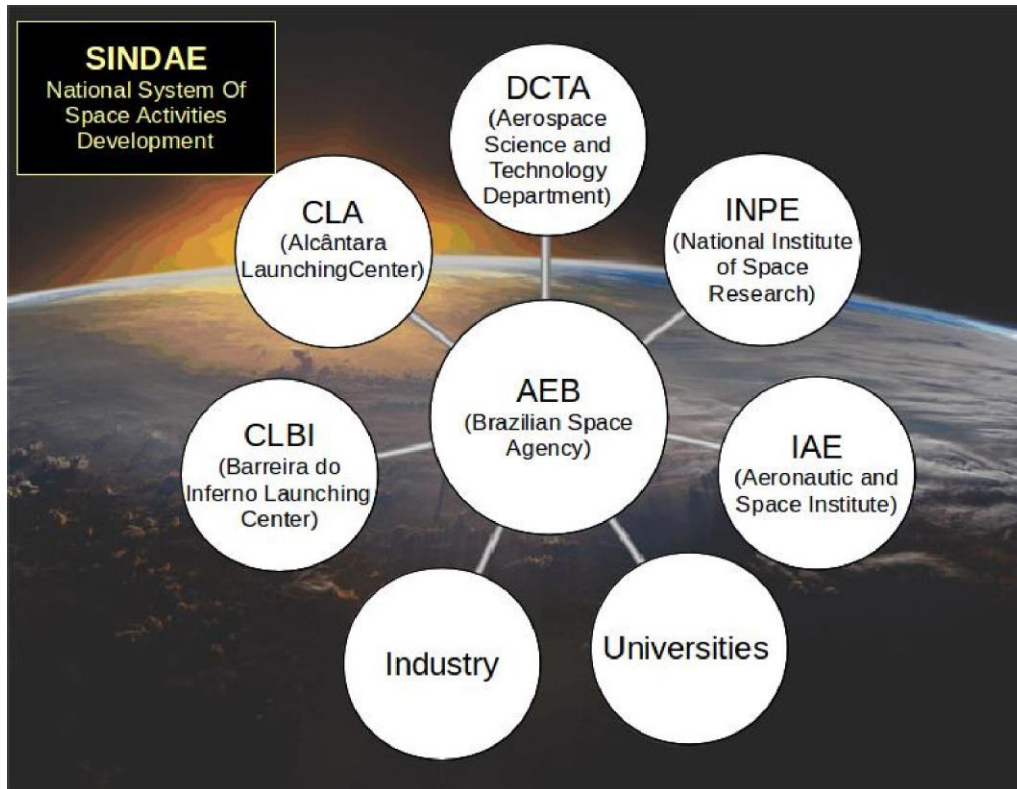 SINDAE
National System Of
Space Activities
Development
DCTA
(Aerospace
Science and
Technology
Department)
CLA
(Alcântara
LaunchingCenter)
INPE
(National Institute
of Space
Research)
AEB
(Brazilian Space
Agency)
CLBI
(Barreira do
Inferno Launching
Center)
IAE
(Aeronautic and
Space Institute)
Industry
Universities